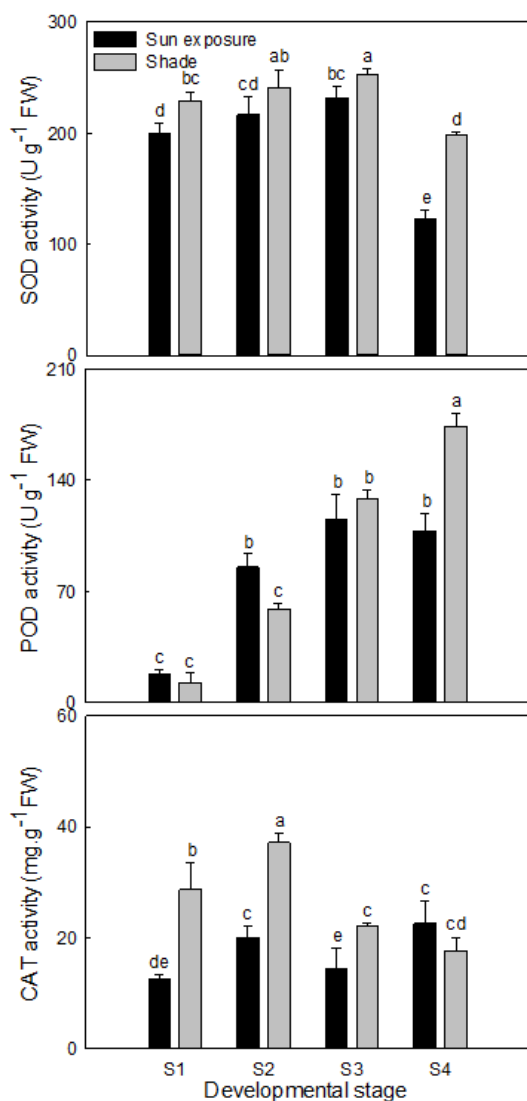 300
Sun exposure
Shade
a
ab
bc
cd
bc
200
d
d
e
100
0
SOD activity (U g⁻¹ FW)
210
a
140
b
b
b
b
70
c
c
c
0
POD activity (U g⁻¹ FW)
60
40
a
b
c
c
c
cd
20
de
e
0
CAT activity (mg.g⁻¹ FW)
S1 S2 S3 S4
Developmental stage